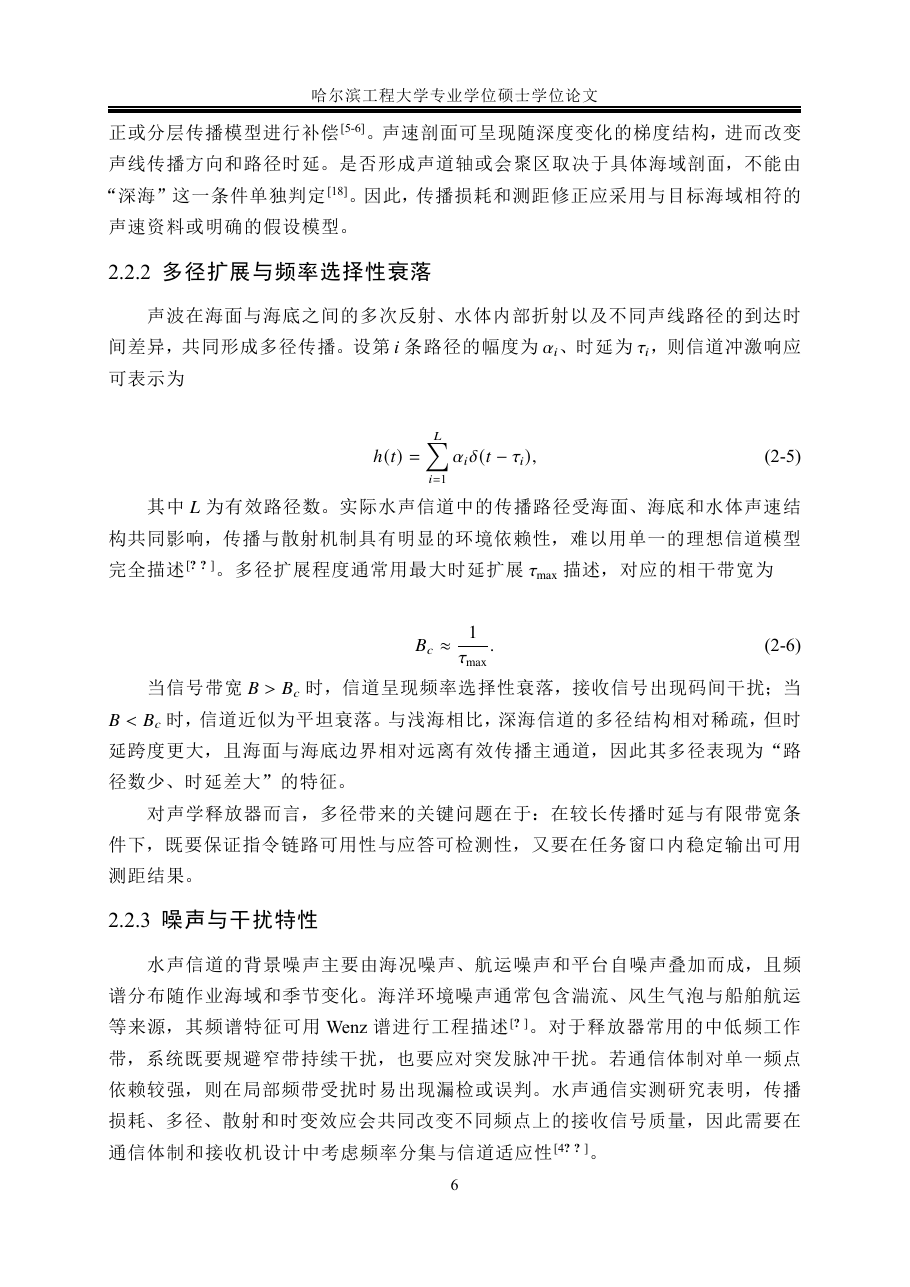 哈尔滨工程大学专业学位硕士学位论文
正或分层传播模型进行补偿[5-6]。声速剖面可呈现随深度变化的梯度结构，进而改变
声线传播方向和路径时延。是否形成声道轴或会聚区取决于具体海域剖面，不能由
“深海”这一条件单独判定[18]。因此，传播损耗和测距修正应采用与目标海域相符的
声速资料或明确的假设模型。
2.2.2 多径扩展与频率选择性衰落
声波在海面与海底之间的多次反射、水体内部折射以及不同声线路径的到达时
间差异，共同形成多径传播。设第 i 条路径的幅度为 αi、时延为 τi，则信道冲激响应
可表示为
h(t) = ∑_{i=1}^{L} αiδ(t − τi), (2-5)
其中 L 为有效路径数。实际水声信道中的传播路径受海面、海底和水体声速结
构共同影响，传播与散射机制具有明显的环境依赖性，难以用单一的理想信道模型
完全描述[? ? ]。多径扩展程度通常用最大时延扩展 τmax 描述，对应的相干带宽为
Bc ≈ 1/τmax. (2-6)
当信号带宽 B > Bc 时，信道呈现频率选择性衰落，接收信号出现码间干扰；当
B < Bc 时，信道近似为平坦衰落。与浅海相比，深海信道的多径结构相对稀疏，但时
延跨度更大，且海面与海底边界相对远离有效传播主通道，因此其多径表现为“路
径数少、时延差大”的特征。
对声学释放器而言，多径带来的关键问题在于：在较长传播时延与有限带宽条
件下，既要保证指令链路可用性与应答可检测性，又要在任务窗口内稳定输出可用
测距结果。
2.2.3 噪声与干扰特性
水声信道的背景噪声主要由海况噪声、航运噪声和平台自噪声叠加而成，且频
谱分布随作业海域和季节变化。海洋环境噪声通常包含湍流、风生气泡与船舶航运
等来源，其频谱特征可用 Wenz 谱进行工程描述[? ]。对于释放器常用的中低频工作
带，系统既要规避窄带持续干扰，也要应对突发脉冲干扰。若通信体制对单一频点
依赖较强，则在局部频带受扰时易出现漏检或误判。水声通信实测研究表明，传播
损耗、多径、散射和时变效应会共同改变不同频点上的接收信号质量，因此需要在
通信体制和接收机设计中考虑频率分集与信道适应性[4? ? ]。
6